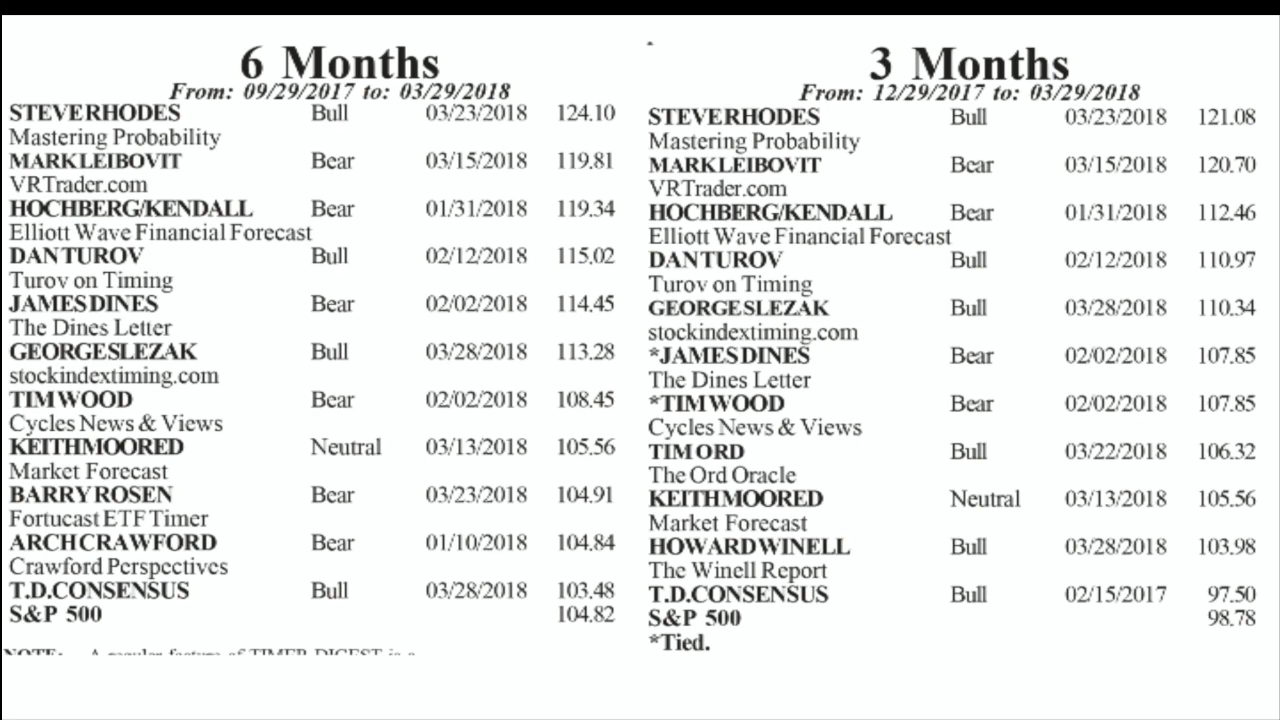 6 Months
From: 09/29/2017 to: 03/29/2018
STEVE RHODES Bull 03/23/2018 124.10
Mastering Probability
MARK LEIBOVIT Bear 03/15/2018 119.81
VRTrader.com
HOCHBERG/KENDALL Bear 01/31/2018 119.34
Elliott Wave Financial Forecast
DAN TUROV Bull 02/12/2018 115.02
Turov on Timing
JAMES DINES Bear 02/02/2018 114.45
The Dines Letter
GEORGE SLEZAK Bull 03/28/2018 113.28
stockindextiming.com
TIM WOOD Bear 02/02/2018 108.45
Cycles News & Views
KEITH MOORED Neutral 03/13/2018 105.56
Market Forecast
BARRY ROSEN Bear 03/23/2018 104.91
Fortucast ETF Timer
ARCH CRAWFORD Bear 01/10/2018 104.84
Crawford Perspectives
T.D. CONSENSUS Bull 03/28/2018 103.48
S&P 500 104.82
NOTE: A regular feature of TIMER DIGEST is a
3 Months
From: 12/29/2017 to: 03/29/2018
STEVE RHODES Bull 03/23/2018 121.08
Mastering Probability
MARK LEIBOVIT Bear 03/15/2018 120.70
VRTrader.com
HOCHBERG/KENDALL Bear 01/31/2018 112.46
Elliott Wave Financial Forecast
DAN TUROV Bull 02/12/2018 110.97
Turov on Timing
GEORGE SLEZAK Bull 03/28/2018 110.34
stockindextiming.com
*JAMES DINES Bear 02/02/2018 107.85
The Dines Letter
*TIM WOOD Bear 02/02/2018 107.85
Cycles News & Views
TIM ORD Bull 03/22/2018 106.32
The Ord Oracle
KEITH MOORED Neutral 03/13/2018 105.56
Market Forecast
HOWARD WINELL Bull 03/28/2018 103.98
The Winell Report
T.D. CONSENSUS Bull 02/15/2017 97.50
S&P 500 98.78
*Tied.